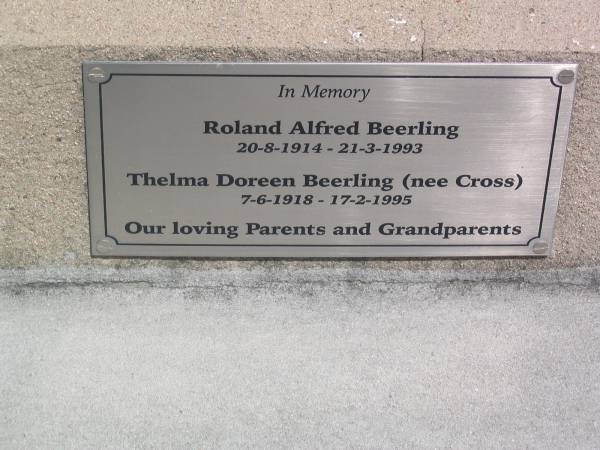 In Memory
Roland Alfred Beerling
20-8-1914 - 21-3-1993
Thelma Doreen Beerling (nee Cross)
7-6-1918 - 17-2-1995
Our loving Parents and Grandparents